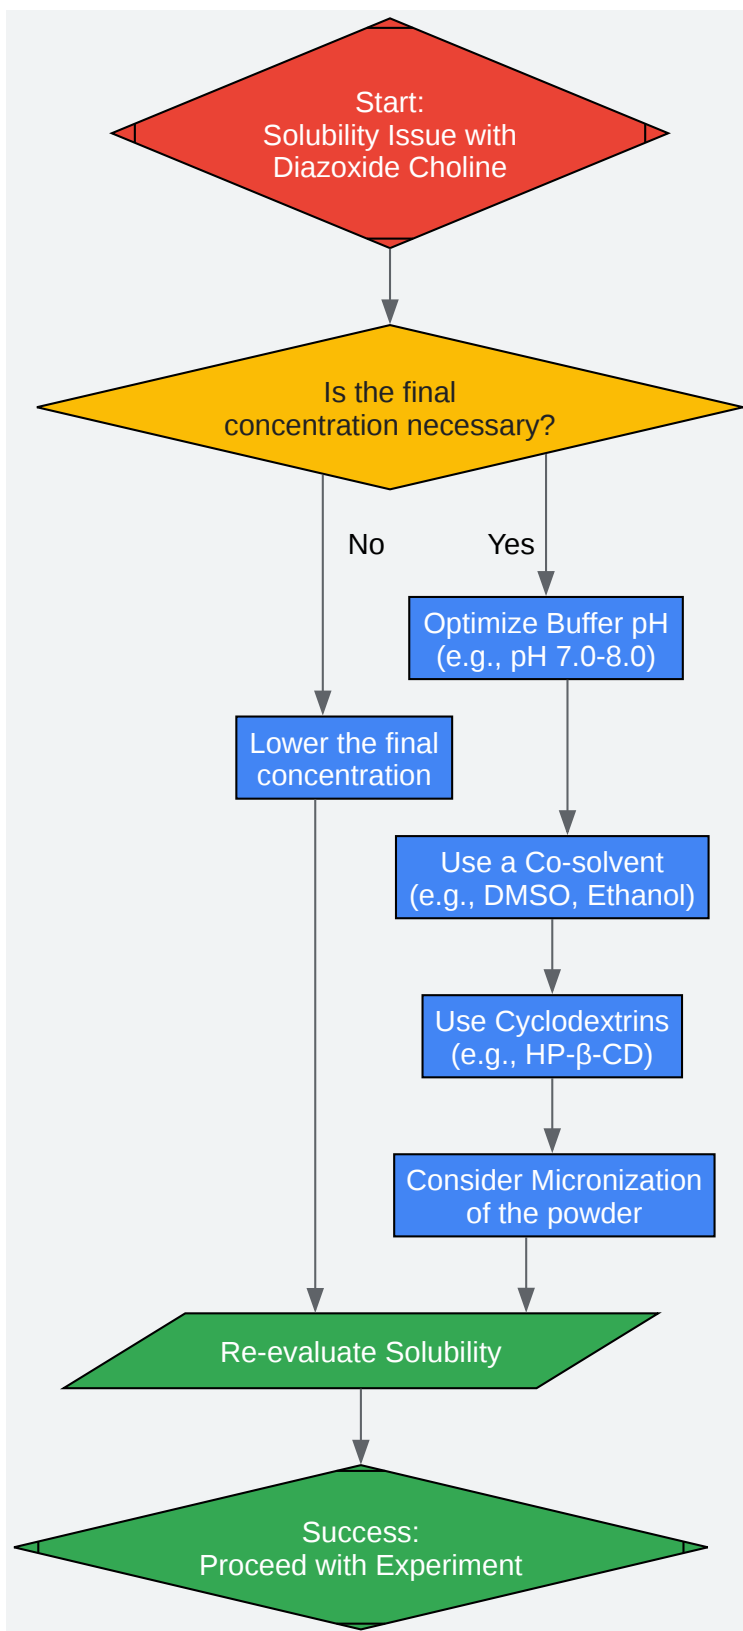 Start:
Solubility Issue with
Diazoxide Choline
Is the final
concentration necessary?
No
Yes
Optimize Buffer pH
(e.g., pH 7.0-8.0)
Lower the final
concentration
Use a Co-solvent
(e.g., DMSO, Ethanol)
Use Cyclodextrins
(e.g., HP-β-CD)
Consider Micronization
of the powder
Re-evaluate Solubility
Success:
Proceed with Experiment